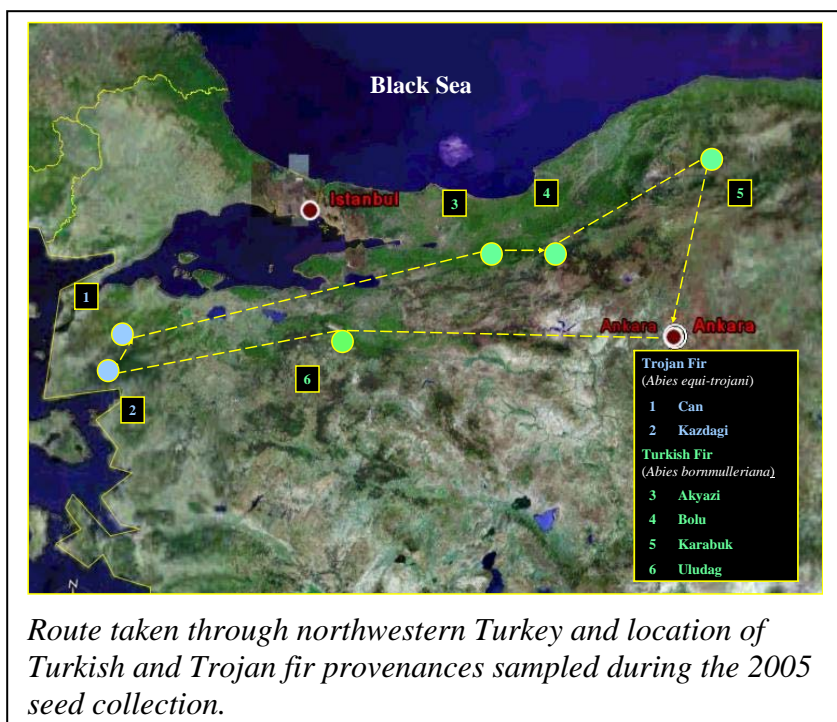 Black Sea
Istanbul
3
4
5
1
Ankara Ankara
6
2
N
Trojan Fir
(Abies equi-trojani)
1 Can
2 Kazdagi
Turkish Fir
(Abies bornmulleriana)
3 Akyazi
4 Bolu
5 Karabuk
6 Uludag
Route taken through northwestern Turkey and location of
Turkish and Trojan fir provenances sampled during the 2005
seed collection.